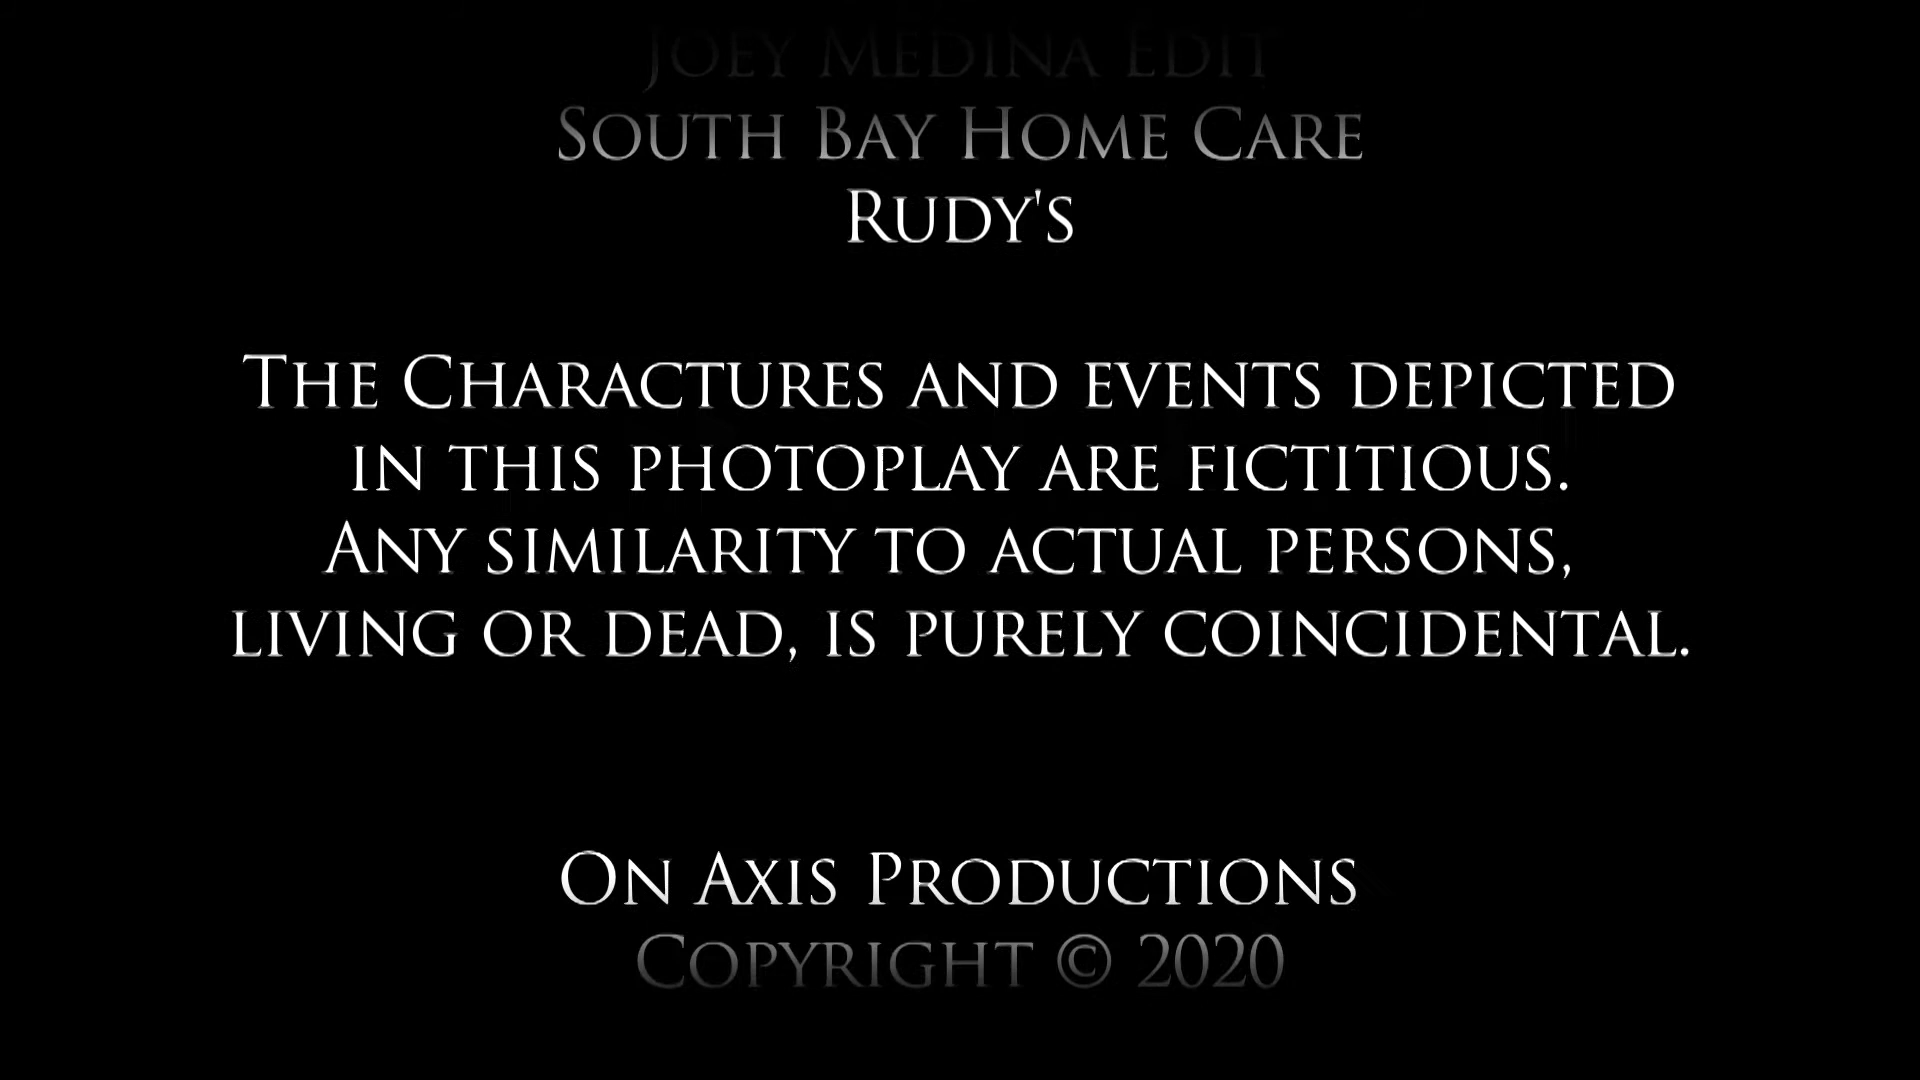 Joey Medina Edit
South Bay Home Care
Rudy's
The Charactures and events depicted
in this photoplay are fictitious.
Any similarity to actual persons,
living or dead, is purely coincidental.
On Axis Productions
Copyright © 2020